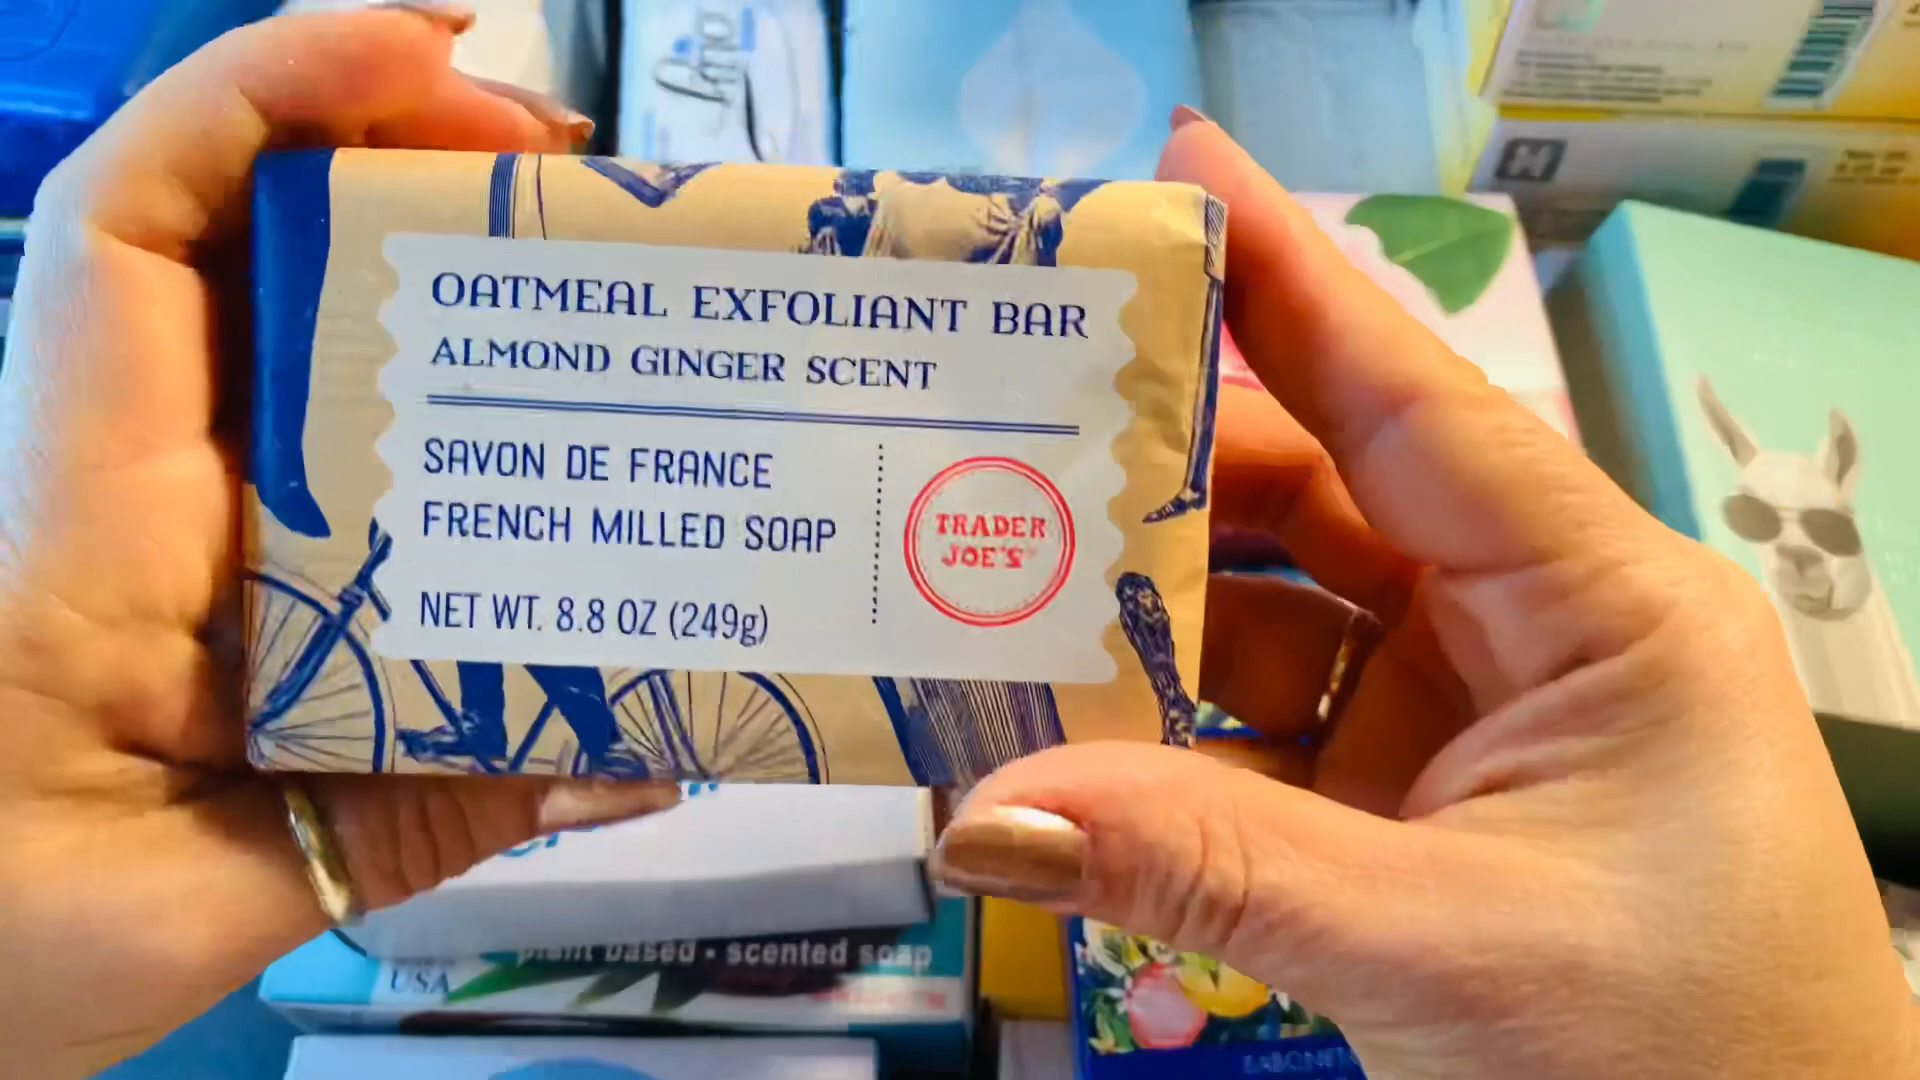 OATMEAL EXFOLIANT BAR
ALMOND GINGER SCENT
SAVON DE FRANCE
FRENCH MILLED SOAP
NET WT. 8.8 OZ (249g)
TRADER
JOE'S
plant based • scented soap
USA